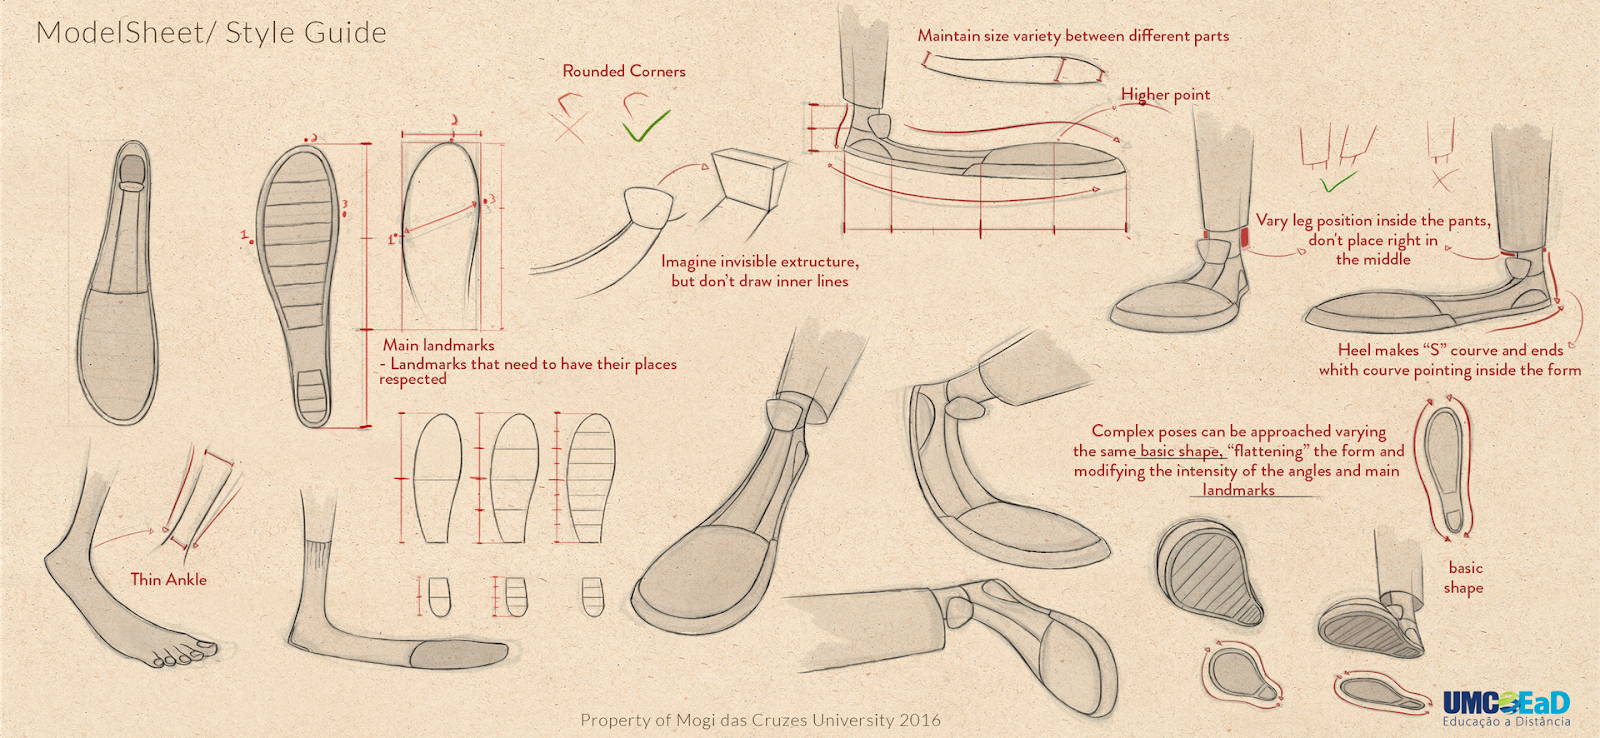 ModelSheet/ Style Guide
Rounded Corners
Maintain size variety between different parts
Higher point
Imagine invisible extructure,
but don't draw inner lines
Vary leg position inside the pants,
don't place right in
the middle
Heel makes "S" courve and ends
whith courve pointing inside the form
1
2
3
1
2
3
Main landmarks
- Landmarks that need to have their places
respected
Complex poses can be approached varying
the same basic shape, "flattening" the form and
modifying the intensity of the angles and main
landmarks
Thin Ankle
basic
shape
Property of Mogi das Cruzes University 2016
UMC EaD
Educação a Distância